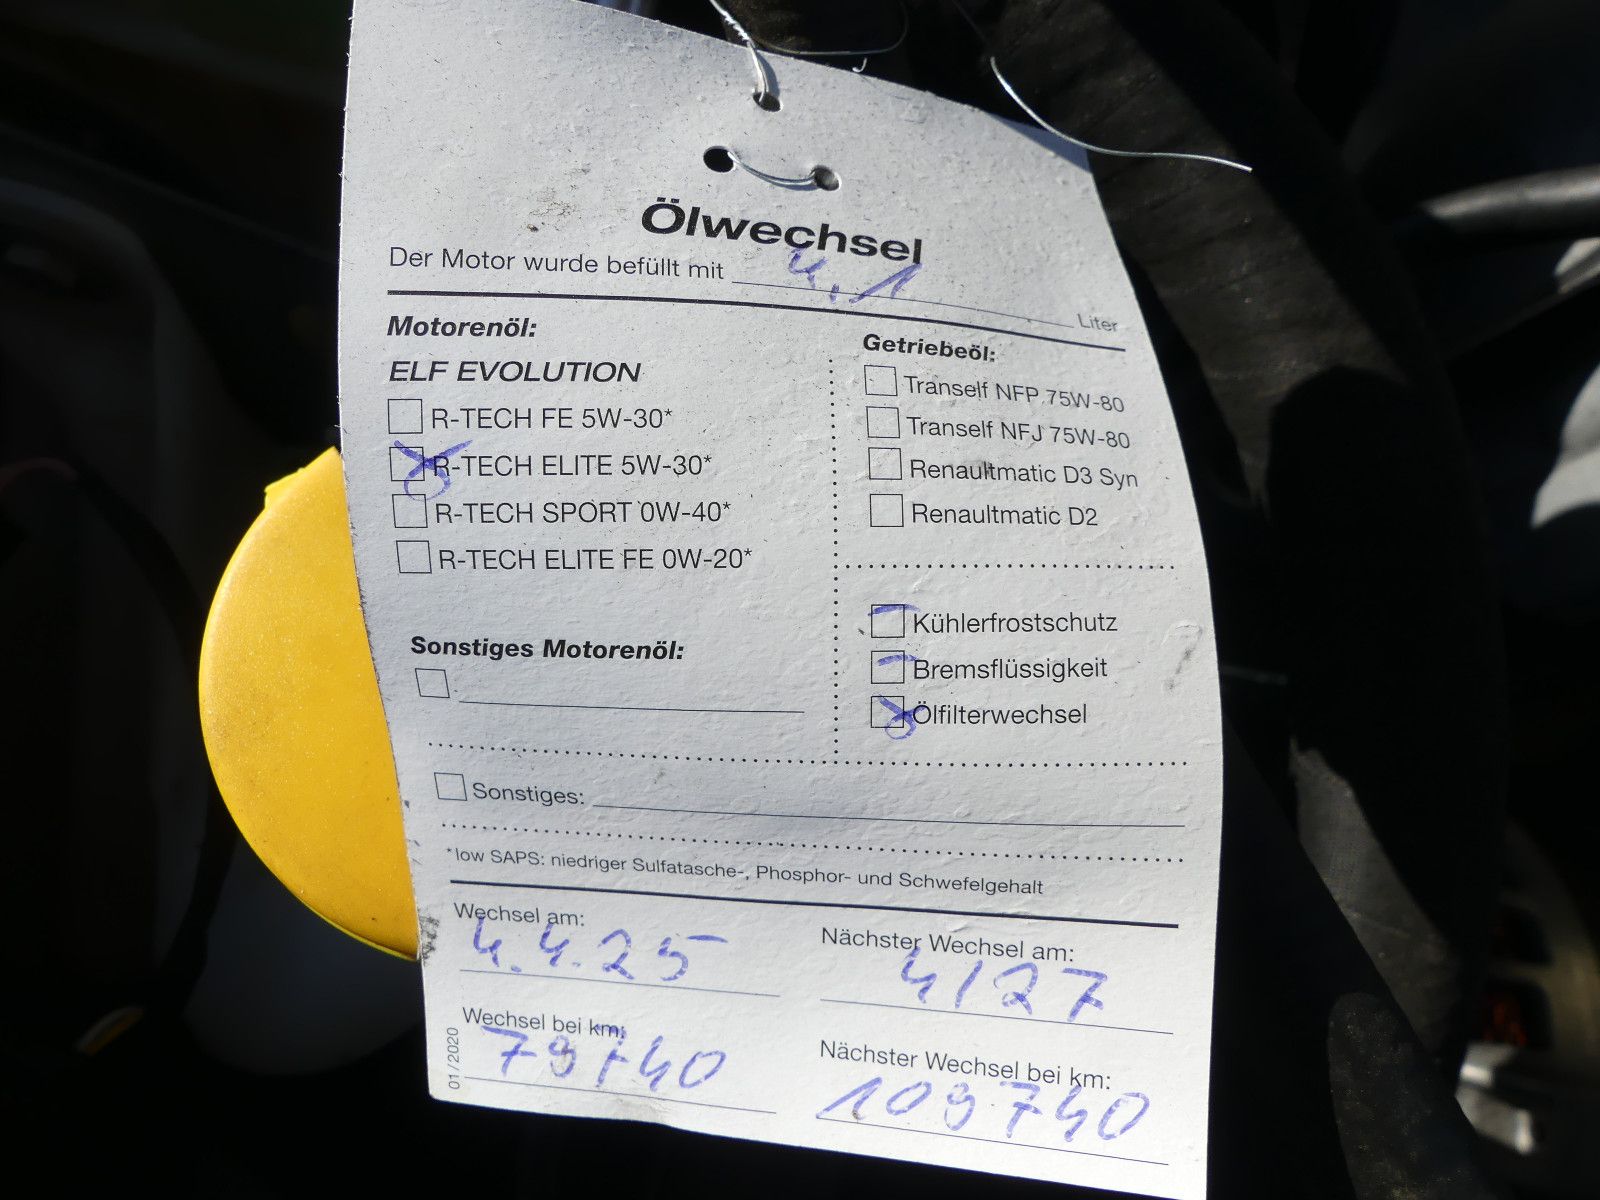 Ölwechsel
Der Motor wurde befüllt mit 4,1 Liter
Motorenöl:
ELF EVOLUTION
R-TECH FE 5W-30*
R-TECH ELITE 5W-30*
R-TECH SPORT 0W-40*
R-TECH ELITE FE 0W-20*
Sonstiges Motorenöl:
Getriebeöl:
Tranself NFP 75W-80
Tranself NFJ 75W-80
Renaultmatic D3 Syn
Renaultmatic D2
Kühlerfrostschutz
Bremsflüssigkeit
Ölfilterwechsel
Sonstiges:
*low SAPS: niedriger Sulfatasche-, Phosphor- und Schwefelgehalt
Wechsel am:
4.4.25
Nächster Wechsel am:
4/27
Wechsel bei km:
79740
Nächster Wechsel bei km:
109740
01/2020